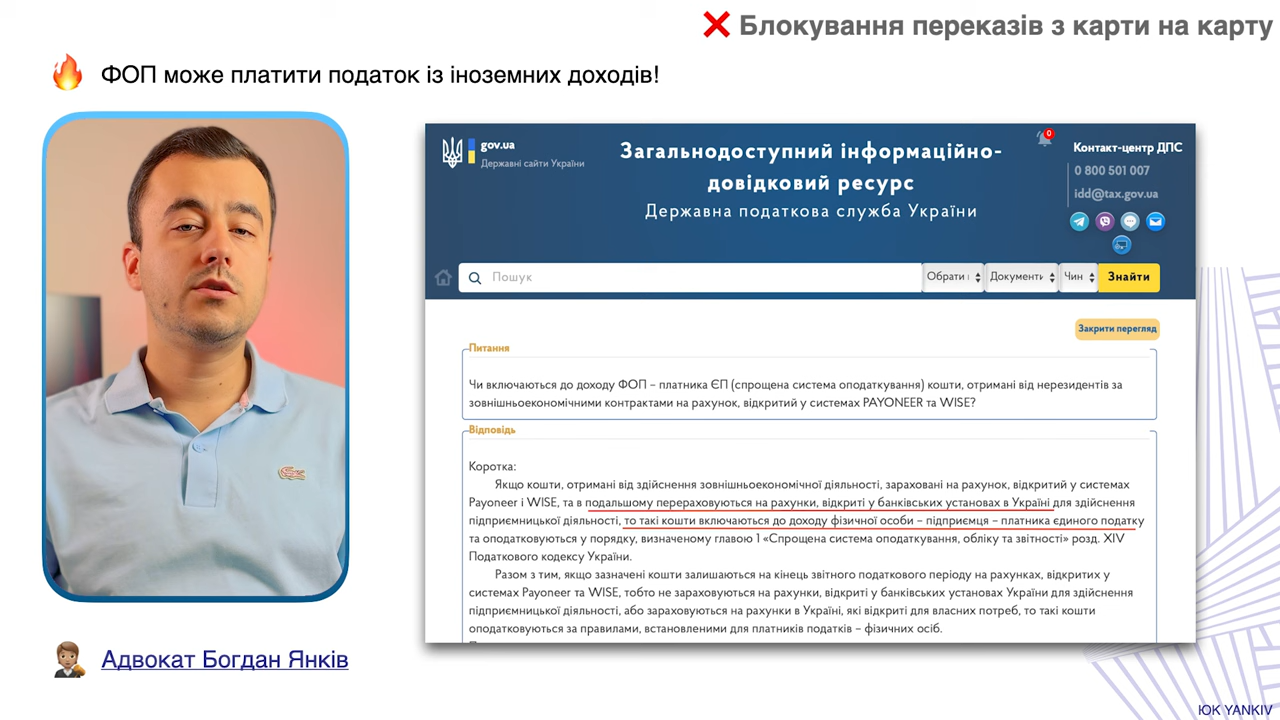 ❌ Блокування переказів з карти на карту
🔥 ФОП може платити податок із іноземних доходів!
gov.ua
Державні сайти України
Загальнодоступний інформаційно-
довідковий ресурс
Державна податкова служба України
0
Контакт-центр ДПС
0 800 501 007
idd@tax.gov.ua
Пошук
Обрати
Документи
Чин
Знайти
Закрити перегляд
Питання
Чи включаються до доходу ФОП – платника ЄП (спрощена система оподаткування) кошти, отримані від нерезидентів за
зовнішньоекономічними контрактами на рахунок, відкритий у системах PAYONEER та WISE?
Відповідь
Коротка:
Якщо кошти, отримані від здійснення зовнішньоекономічної діяльності, зараховані на рахунок, відкритий у системах
Payoneer і WISE, та в подальшому перераховуються на рахунки, відкриті у банківських установах в Україні для здійснення
підприємницької діяльності, то такі кошти включаються до доходу фізичної особи – підприємця – платника єдиного податку
та оподатковуються у порядку, визначеному главою 1 «Спрощена система оподаткування, обліку та звітності» розд. XIV
Податкового кодексу України.
Разом з тим, якщо зазначені кошти залишаються на кінець звітного податкового періоду на рахунках, відкритих у
системах Payoneer та WISE, тобто не зараховуються на рахунки, відкриті у банківських установах України для здійснення
підприємницької діяльності, або зараховуються на рахунки в Україні, які відкриті для власних потреб, то такі кошти
оподатковуються за правилами, встановленими для платників податків – фізичних осіб.
Адвокат Богдан Янків
ЮК YANKIV